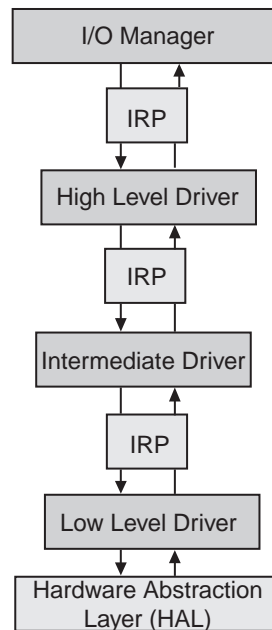 I/O Manager
IRP
High Level Driver
IRP
Intermediate Driver
IRP
Low Level Driver
Hardware Abstraction
Layer (HAL)